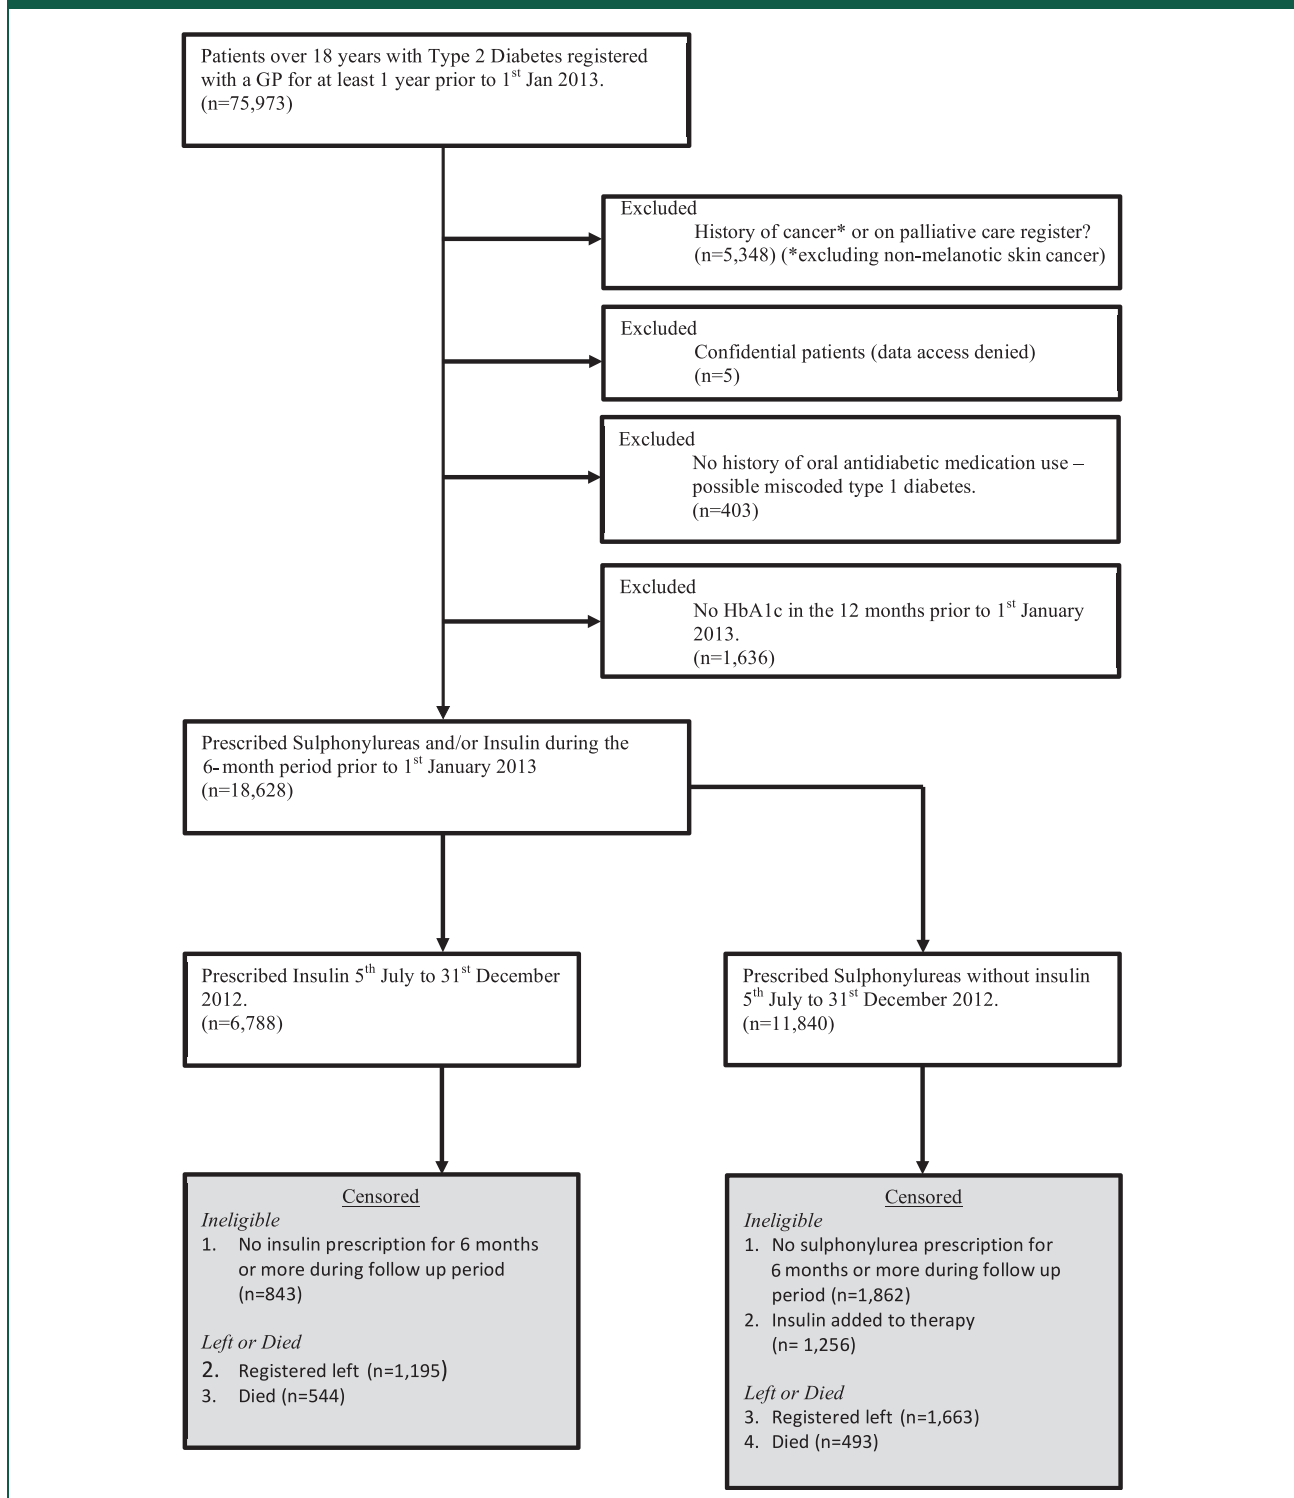 Patients over 18 years with Type 2 Diabetes registered
with a GP for at least 1 year prior to 1st Jan 2013.
(n=75,973)
Excluded
History of cancer* or on palliative care register?
(n=5,348) (*excluding non-melanotic skin cancer)
Excluded
Confidential patients (data access denied)
(n=5)
Excluded
No history of oral antidiabetic medication use –
possible miscoded type 1 diabetes.
(n=403)
Excluded
No HbA1c in the 12 months prior to 1st January
2013.
(n=1,636)
Prescribed Sulphonylureas and/or Insulin during the
6-month period prior to 1st January 2013
(n=18,628)
Prescribed Insulin 5th July to 31st December
2012.
(n=6,788)
Prescribed Sulphonylureas without insulin
5th July to 31st December 2012.
(n=11,840)
Censored
Ineligible
1. No insulin prescription for 6 months
or more during follow up period
(n=843)
Left or Died
2. Registered left (n=1,195)
3. Died (n=544)
Censored
Ineligible
1. No sulphonylurea prescription for
6 months or more during follow up
period (n=1,862)
2. Insulin added to therapy
(n= 1,256)
Left or Died
3. Registered left (n=1,663)
4. Died (n=493)